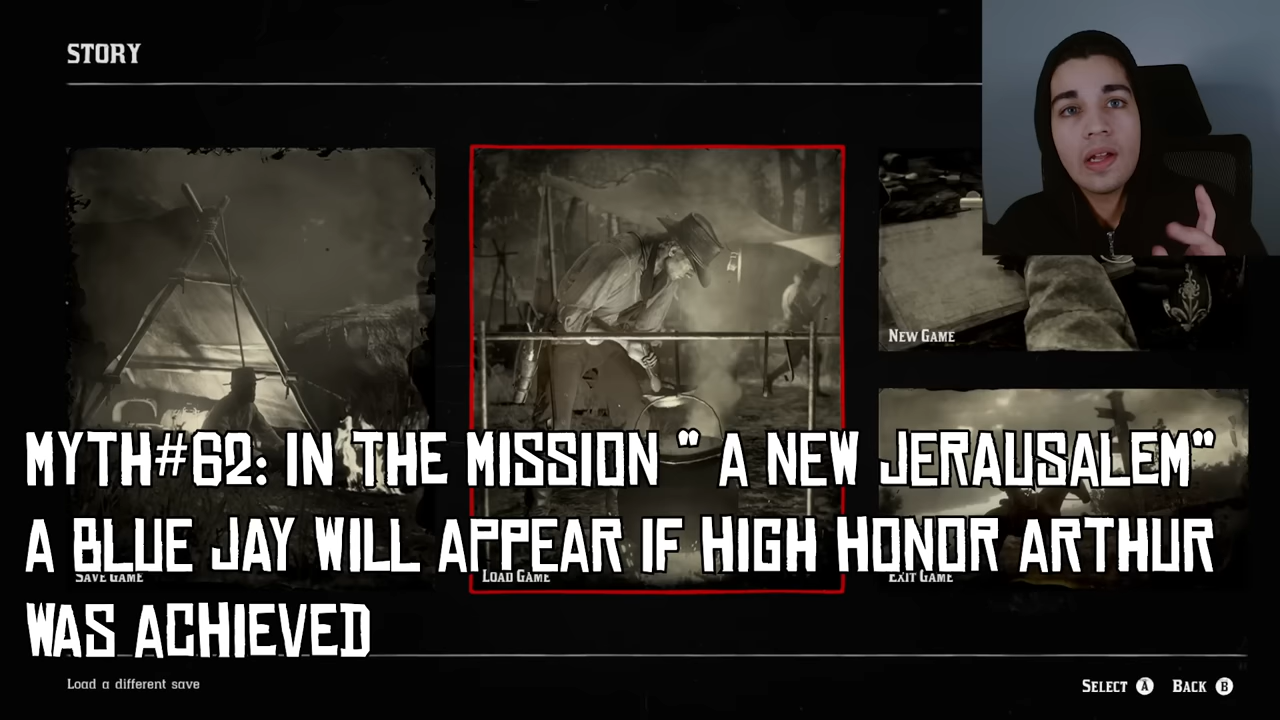 STORY
NEW GAME
MYTH#62: IN THE MISSION " A NEW JERAUSALEM"
A BLUE JAY WILL APPEAR IF HIGH HONOR ARTHUR
WAS ACHIEVED
SAVE GAME
LOAD GAME
EXIT GAME
Load a different save
SELECT A BACK B